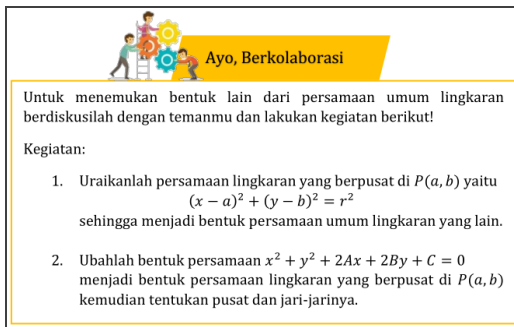 Ayo, Berkolaborasi
Untuk menemukan bentuk lain dari persamaan umum lingkaran
berdiskusilah dengan temanmu dan lakukan kegiatan berikut!
Kegiatan:
1. Uraikanlah persamaan lingkaran yang berpusat di P(a, b) yaitu
(x − a)² + (y − b)² = r²
sehingga menjadi bentuk persamaan umum lingkaran yang lain.
2. Ubahlah bentuk persamaan x² + y² + 2Ax + 2By + C = 0
menjadi bentuk persamaan lingkaran yang berpusat di P(a, b)
kemudian tentukan pusat dan jari-jarinya.